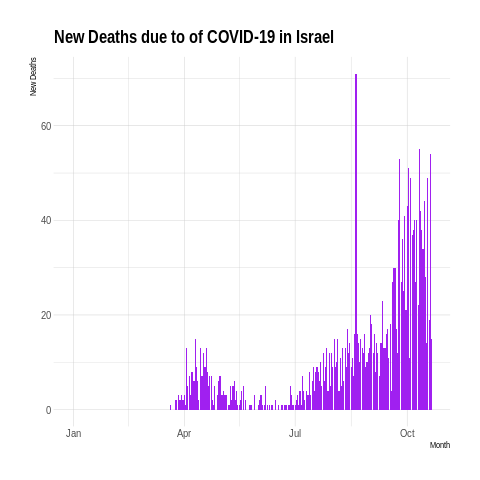 New Deaths due to of COVID-19 in Israel
New Deaths
60
40
20
0
Jan Apr Jul Oct
Month